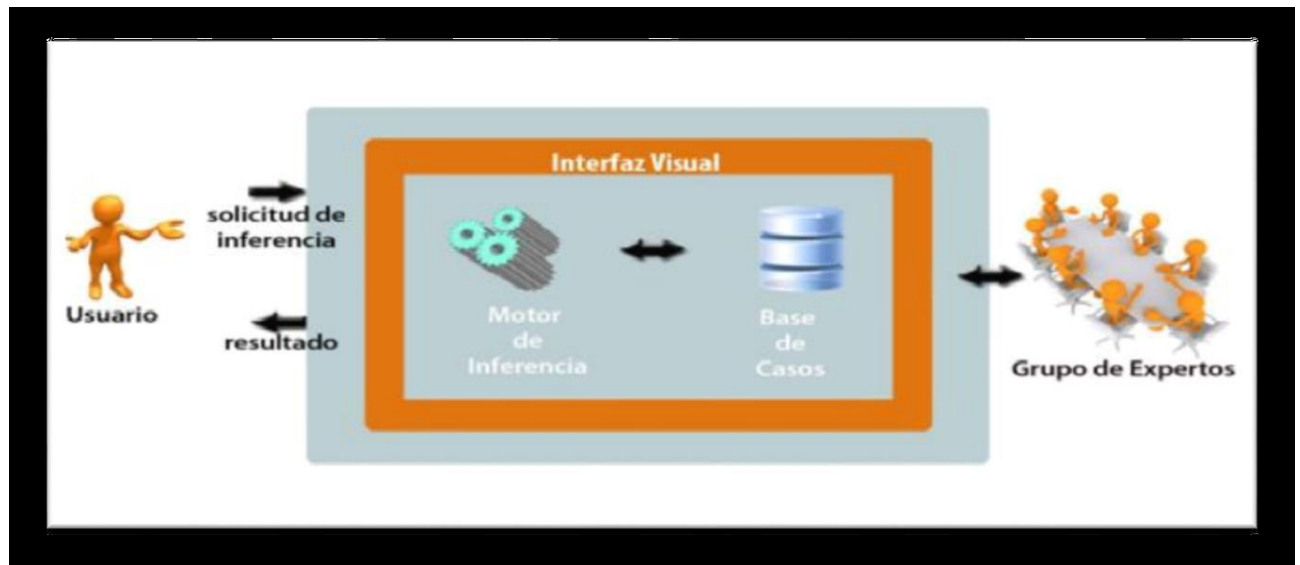 Interfaz Visual
solicitud de
inferencia
Usuario
resultado
Motor
de
Inferencia
Base
de
Casos
Grupo de Expertos